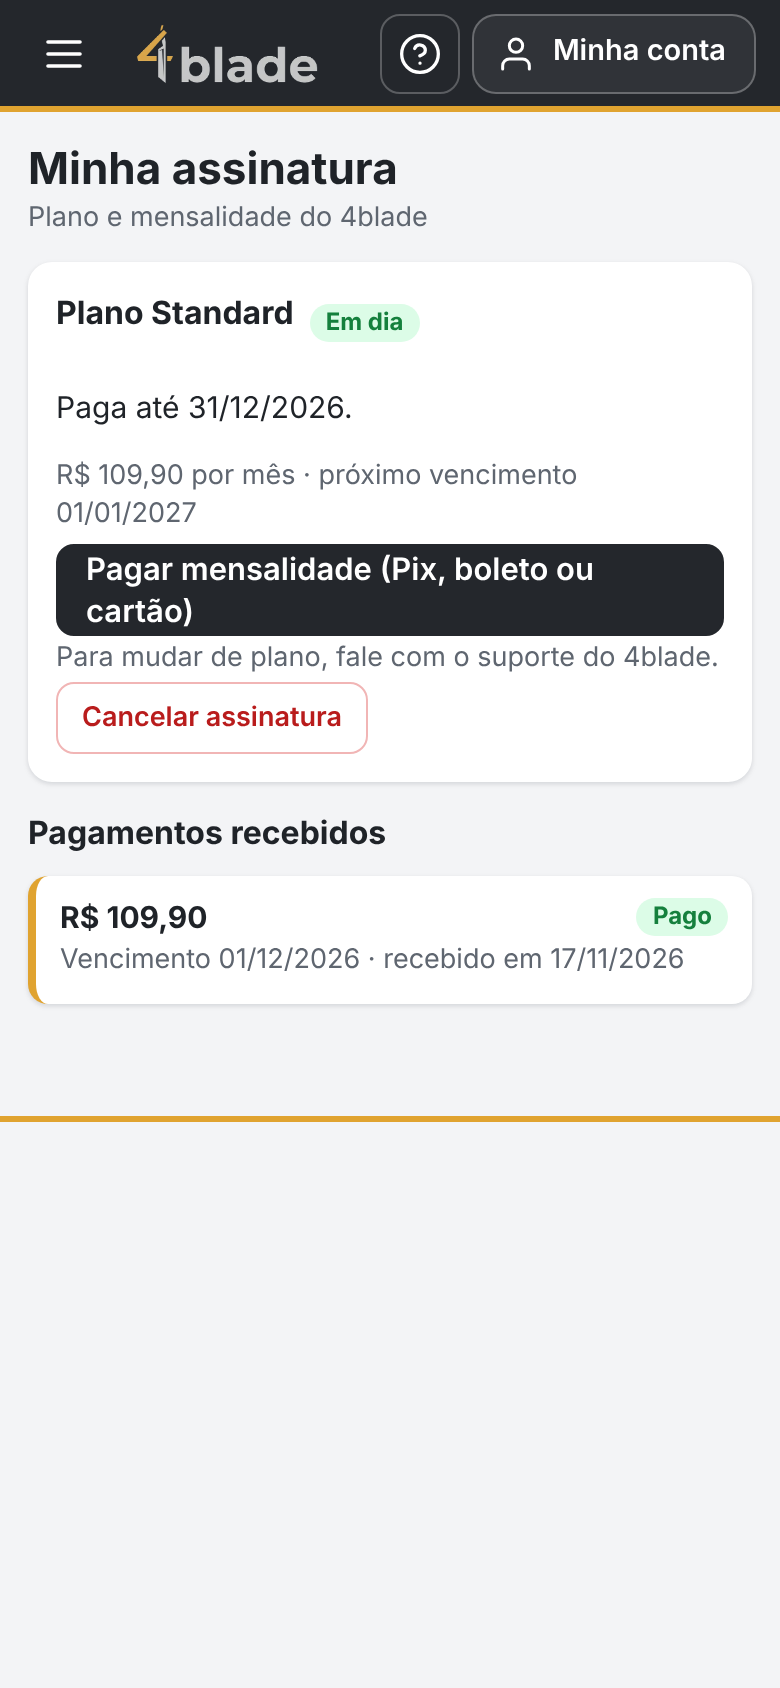 4blade
Minha conta
Minha assinatura
Plano e mensalidade do 4blade
Plano Standard
Em dia
Paga até 31/12/2026.
R$ 109,90 por mês · próximo vencimento
01/01/2027
Pagar mensalidade (Pix, boleto ou
cartão)
Para mudar de plano, fale com o suporte do 4blade.
Cancelar assinatura
Pagamentos recebidos
R$ 109,90
Pago
Vencimento 01/12/2026 · recebido em 17/11/2026